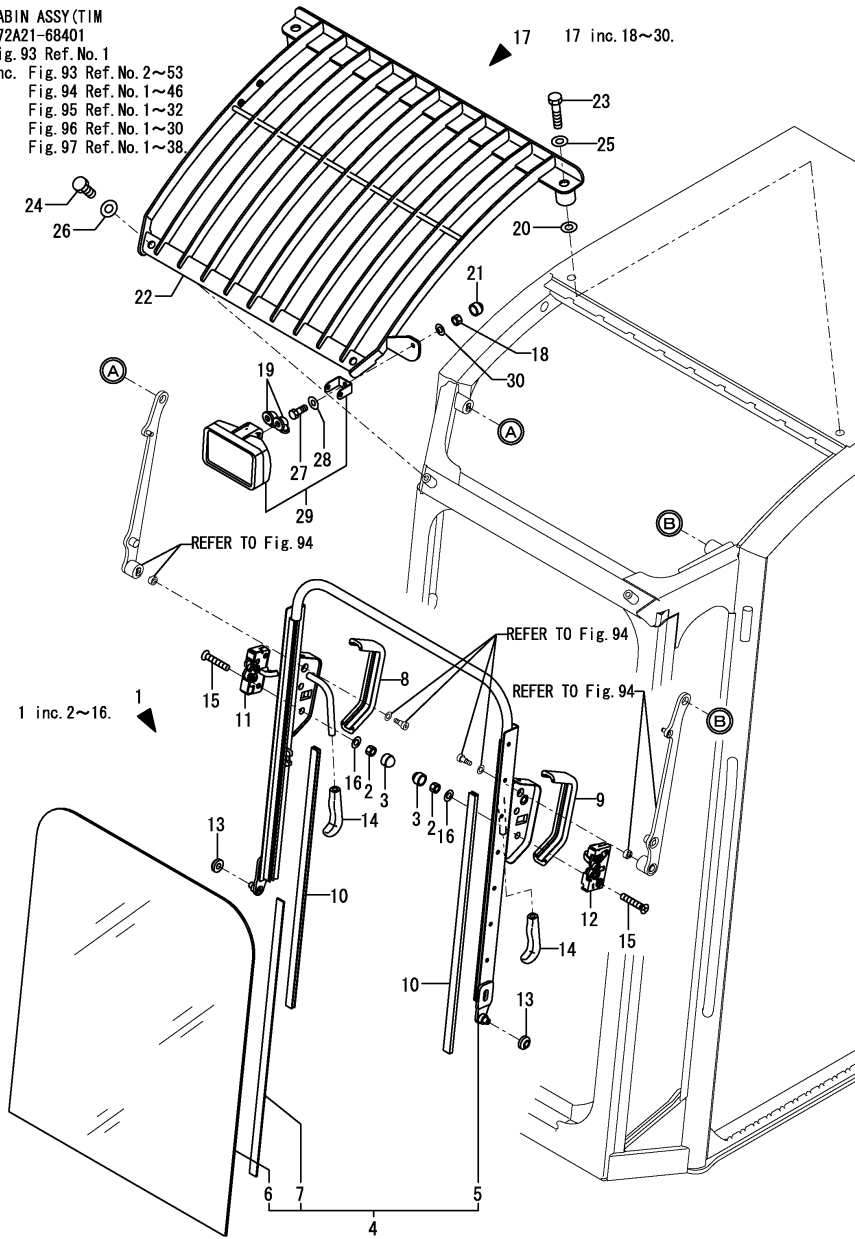 ABIN ASSY(TIM
72A21-68401
ig.93 Ref.No.1
nc. Fig.93 Ref.No.2~53
Fig.94 Ref.No.1~46
Fig.95 Ref.No.1~32
Fig.96 Ref.No.1~30
Fig.97 Ref.No.1~38.
17
17 inc.18~30.
23
25
24
26
20
22
21
18
30
A
19
A
27
28
29
B
REFER TO Fig.94
REFER TO Fig.94
REFER TO Fig.94
8
15
11
1
1 inc.2~16.
B
16
2
3
3
2
16
9
13
14
10
12
15
14
10
13
6
7
5
4